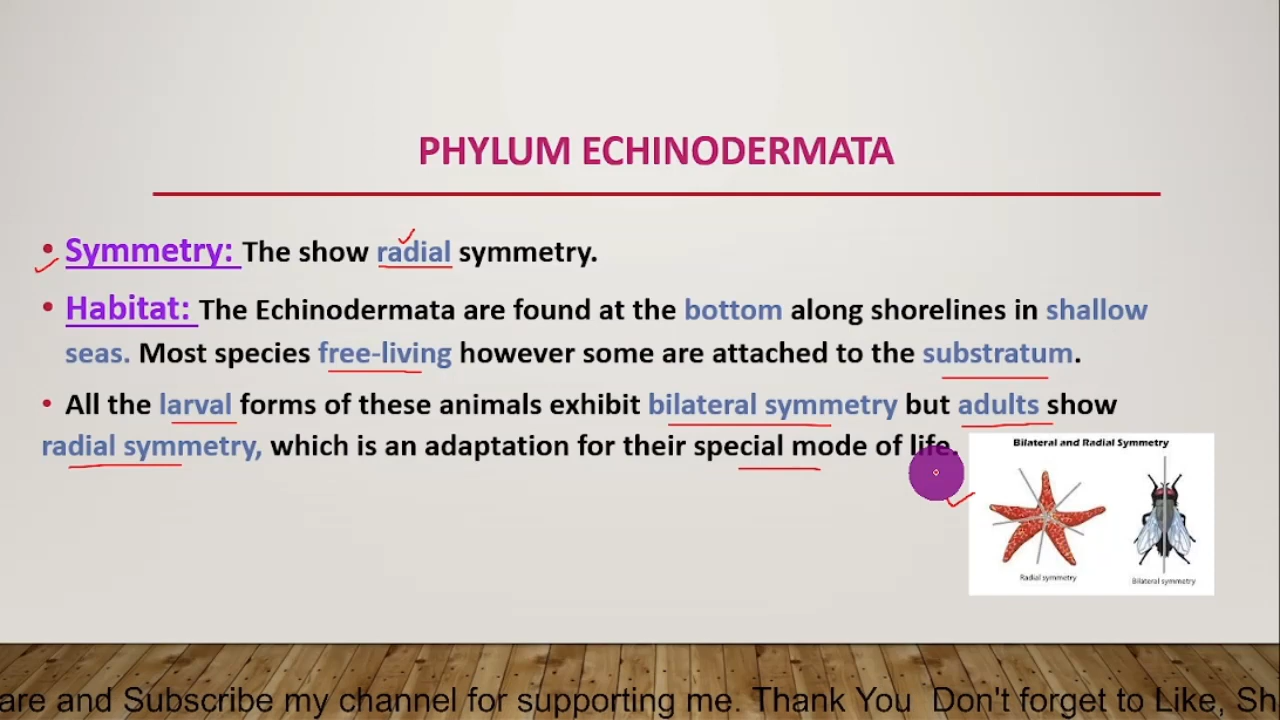 PHYLUM ECHINODERMATA
• Symmetry: The show radial symmetry.
• Habitat: The Echinodermata are found at the bottom along shorelines in shallow
seas. Most species free-living however some are attached to the substratum.
• All the larval forms of these animals exhibit bilateral symmetry but adults show
radial symmetry, which is an adaptation for their special mode of life.
Bilateral and Radial Symmetry
Radial symmetry
Bilateral symmetry
are and Subscribe my channel for supporting me. Thank You Don't forget to Like, Sh